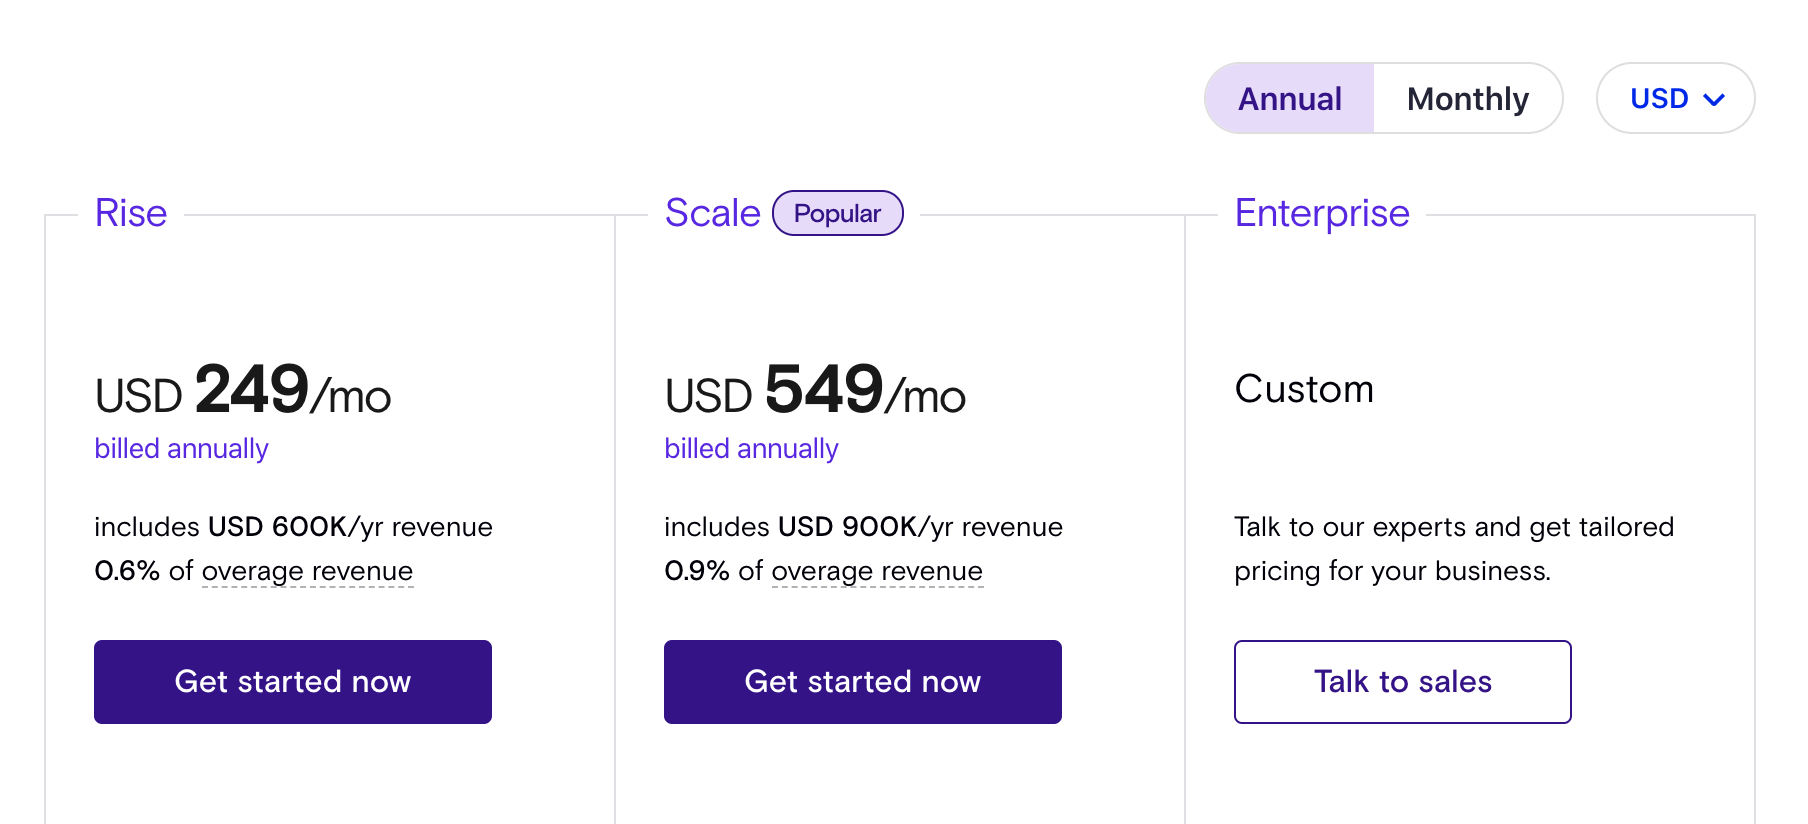 Annual Monthly USD
Rise
USD 249/mo
billed annually
includes USD 600K/yr revenue
0.6% of overage revenue
Get started now
Scale Popular
USD 549/mo
billed annually
includes USD 900K/yr revenue
0.9% of overage revenue
Get started now
Enterprise
Custom
Talk to our experts and get tailored
pricing for your business.
Talk to sales